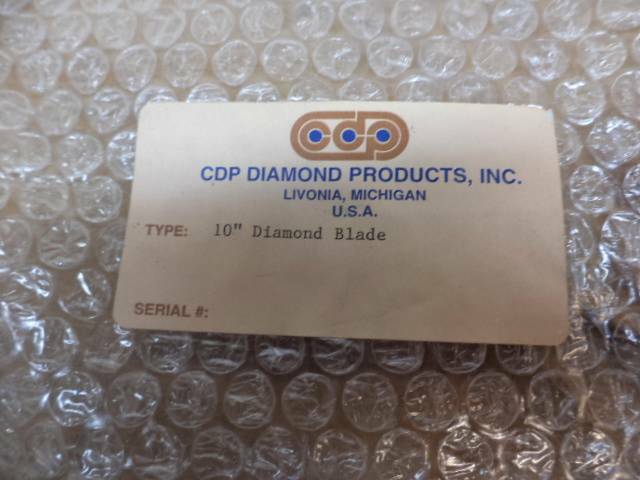 cdp
CDP DIAMOND PRODUCTS, INC.
LIVONIA, MICHIGAN
U.S.A.
TYPE: 10" Diamond Blade
SERIAL #: